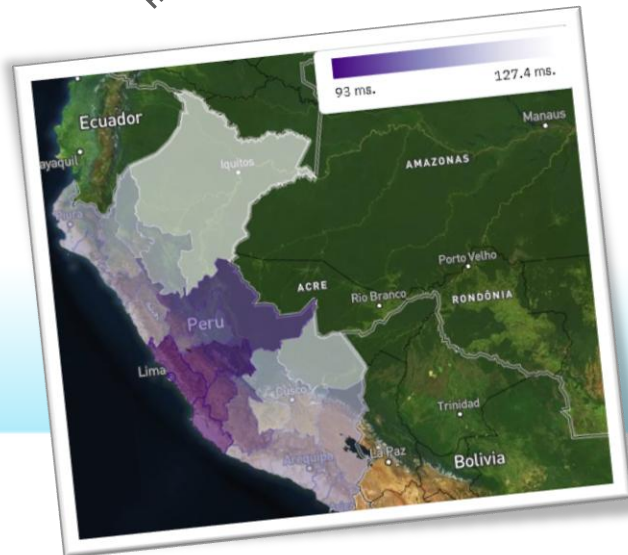 93 ms.
127.4 ms.
Ecuador
Manaus
AMAZONAS
Iquitos
Porto Velho
ACRE
Rio Branco
RONDÔNIA
Peru
Lima
Trinidad
La Paz
Bolivia